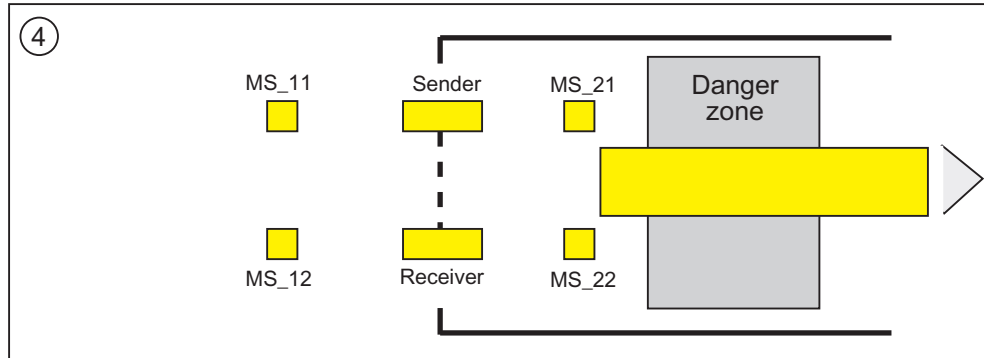 4
MS_11
Sender
MS_21
Danger
zone
MS_12
Receiver
MS_22